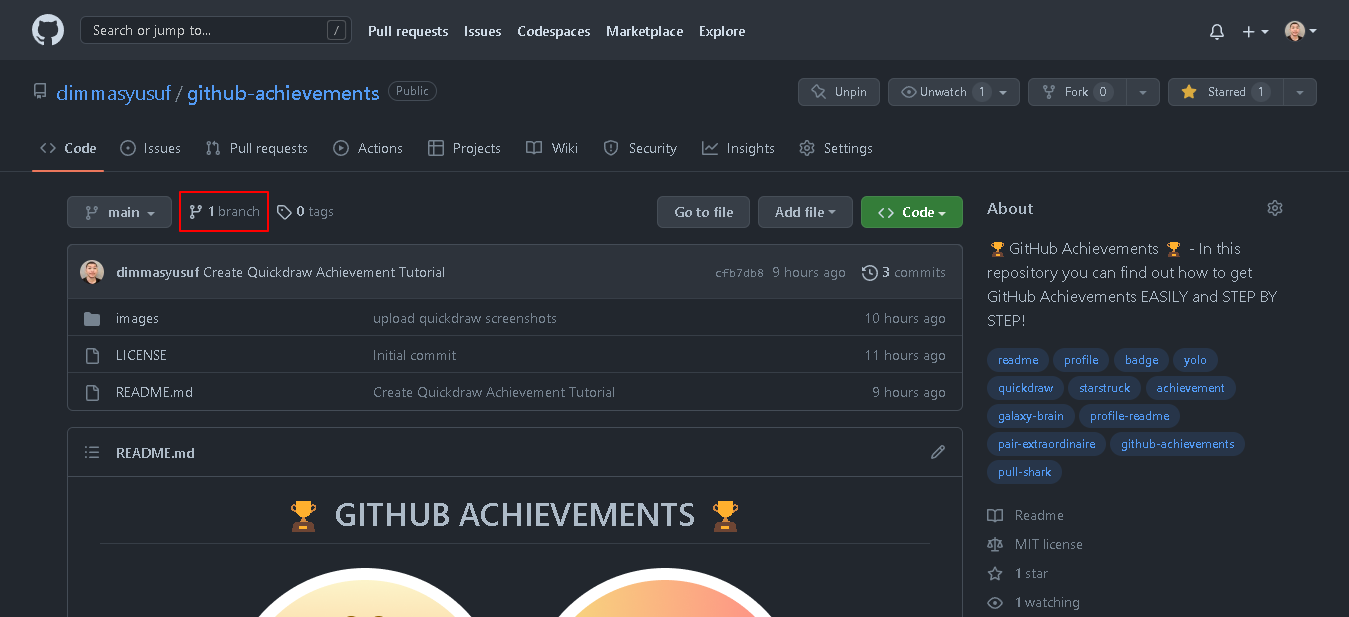 Search or jump to... /
Pull requests Issues Codespaces Marketplace Explore
dimmasyusuf / github-achievements Public
Unpin Unwatch 1 Fork 0 Starred 1
Code Issues Pull requests Actions Projects Wiki Security Insights Settings
main 1 branch 0 tags Go to file Add file Code
dimmasyusuf Create Quickdraw Achievement Tutorial cfb7db8 9 hours ago 3 commits
images upload quickdraw screenshots 10 hours ago
LICENSE Initial commit 11 hours ago
README.md Create Quickdraw Achievement Tutorial 9 hours ago
README.md
🏆 GITHUB ACHIEVEMENTS 🏆
About
🏆 GitHub Achievements 🏆 - In this
repository you can find out how to get
GitHub Achievements EASILY and STEP BY
STEP!
readme profile badge yolo
quickdraw starstruck achievement
galaxy-brain profile-readme
pair-extraordinaire github-achievements
pull-shark
Readme
MIT license
1 star
1 watching